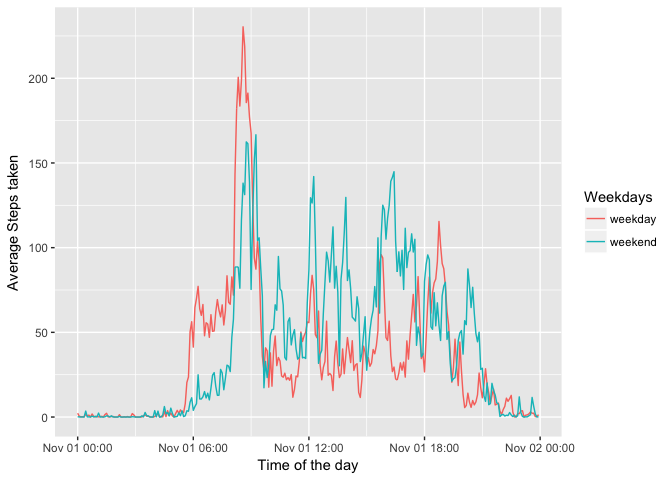 Average Steps taken
200
150
100
50
0
Nov 01 00:00 Nov 01 06:00 Nov 01 12:00 Nov 01 18:00 Nov 02 00:00
Time of the day
Weekdays
weekday
weekend